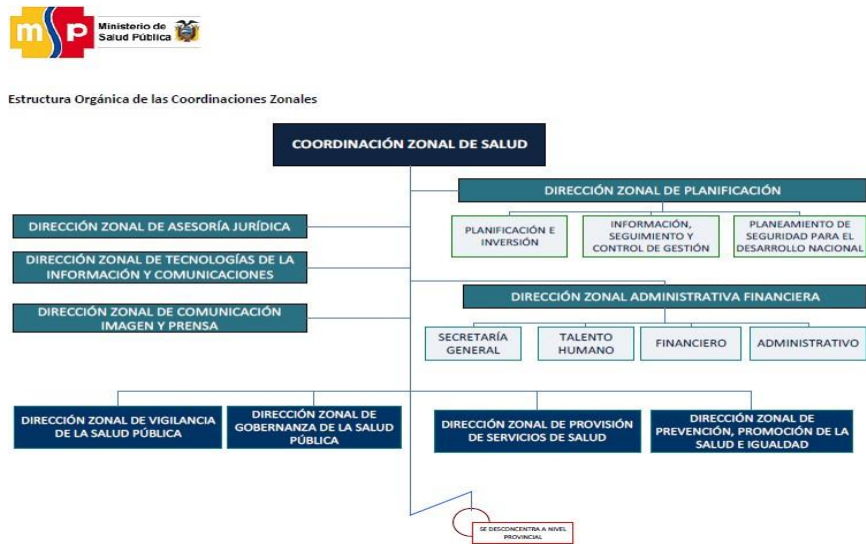 msp
Ministerio de
Salud Pública
Estructura Orgánica de las Coordinaciones Zonales
COORDINACIÓN ZONAL DE SALUD
DIRECCIÓN ZONAL DE PLANIFICACIÓN
PLANIFICACIÓN E
INVERSIÓN
INFORMACIÓN,
SEGUIMIENTO Y
CONTROL DE GESTIÓN
PLANEAMIENTO DE
SEGURIDAD PARA EL
DESARROLLO NACIONAL
DIRECCIÓN ZONAL DE ASESORÍA JURÍDICA
DIRECCIÓN ZONAL DE TECNOLOGÍAS DE LA
INFORMACIÓN Y COMUNICACIONES
DIRECCIÓN ZONAL DE COMUNICACIÓN
IMAGEN Y PRENSA
DIRECCIÓN ZONAL ADMINISTRATIVA FINANCIERA
SECRETARÍA
GENERAL
TALENTO
HUMANO
FINANCIERO
ADMINISTRATIVO
DIRECCIÓN ZONAL DE VIGILANCIA
DE LA SALUD PÚBLICA
DIRECCIÓN ZONAL DE
GOBERNANZA DE LA SALUD
PÚBLICA
DIRECCIÓN ZONAL DE PROVISIÓN
DE SERVICIOS DE SALUD
DIRECCIÓN ZONAL DE
PREVENCIÓN, PROMOCIÓN DE LA
SALUD E IGUALDAD
SE DESCONCENTRA A NIVEL
PROVINCIAL